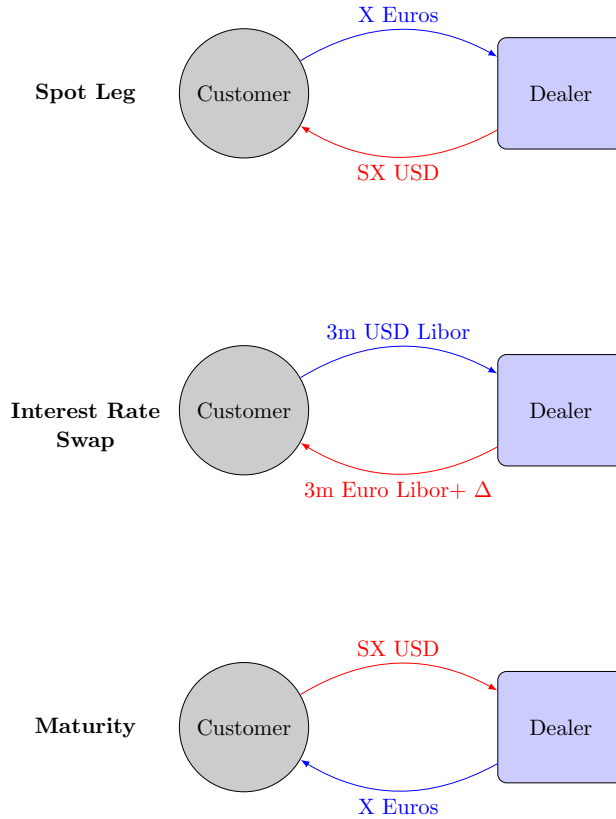 X Euros
Spot Leg
Customer
Dealer
SX USD
3m USD Libor
Interest Rate
Swap
Customer
Dealer
3m Euro Libor+ Δ
SX USD
Maturity
Customer
Dealer
X Euros